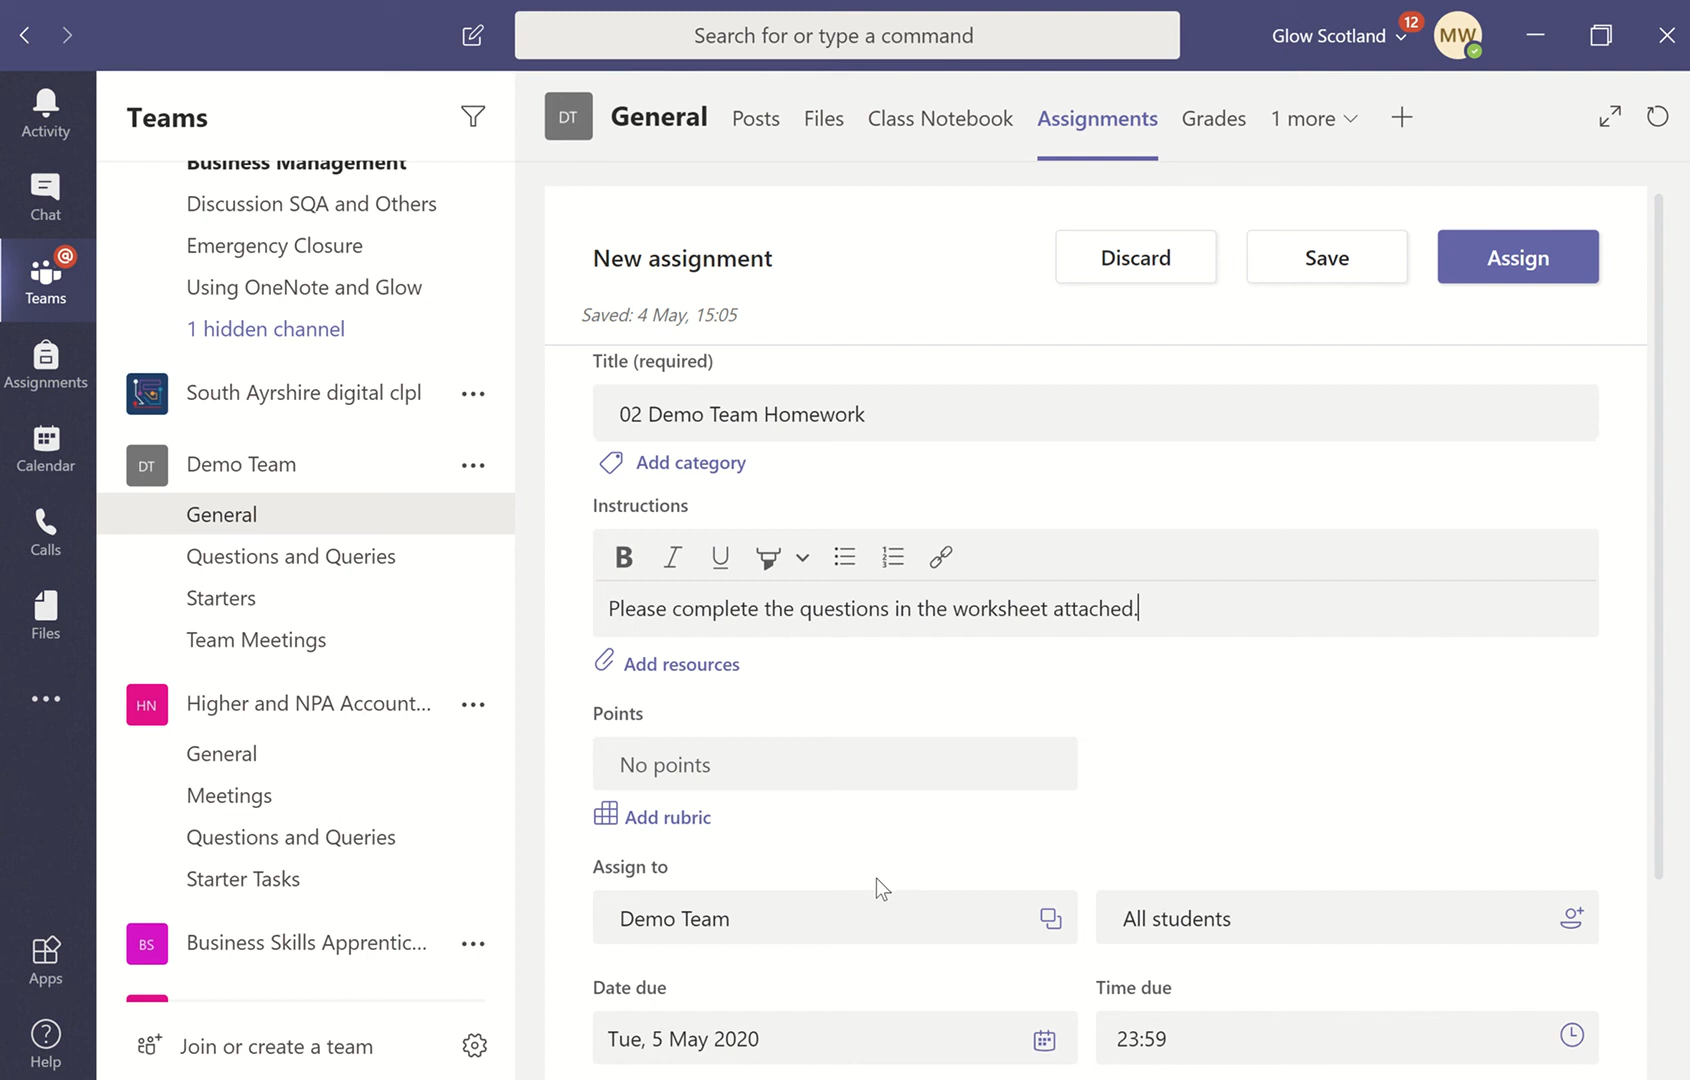 Search for or type a command
Glow Scotland
12
MW
Activity
Chat
@
Teams
Assignments
Calendar
Calls
Files
Apps
Help
Teams
Business Management
Discussion SQA and Others
Emergency Closure
Using OneNote and Glow
1 hidden channel
South Ayrshire digital clpl
DT
Demo Team
General
Questions and Queries
Starters
Team Meetings
HN
Higher and NPA Account...
General
Meetings
Questions and Queries
Starter Tasks
BS
Business Skills Apprentic...
Join or create a team
DT
General
Posts
Files
Class Notebook
Assignments
Grades
1 more
New assignment
Discard
Save
Assign
Saved: 4 May, 15:05
Title (required)
02 Demo Team Homework
Add category
Instructions
B I U
Please complete the questions in the worksheet attached.
Add resources
Points
No points
Add rubric
Assign to
Demo Team
All students
Date due
Time due
Tue, 5 May 2020
23:59